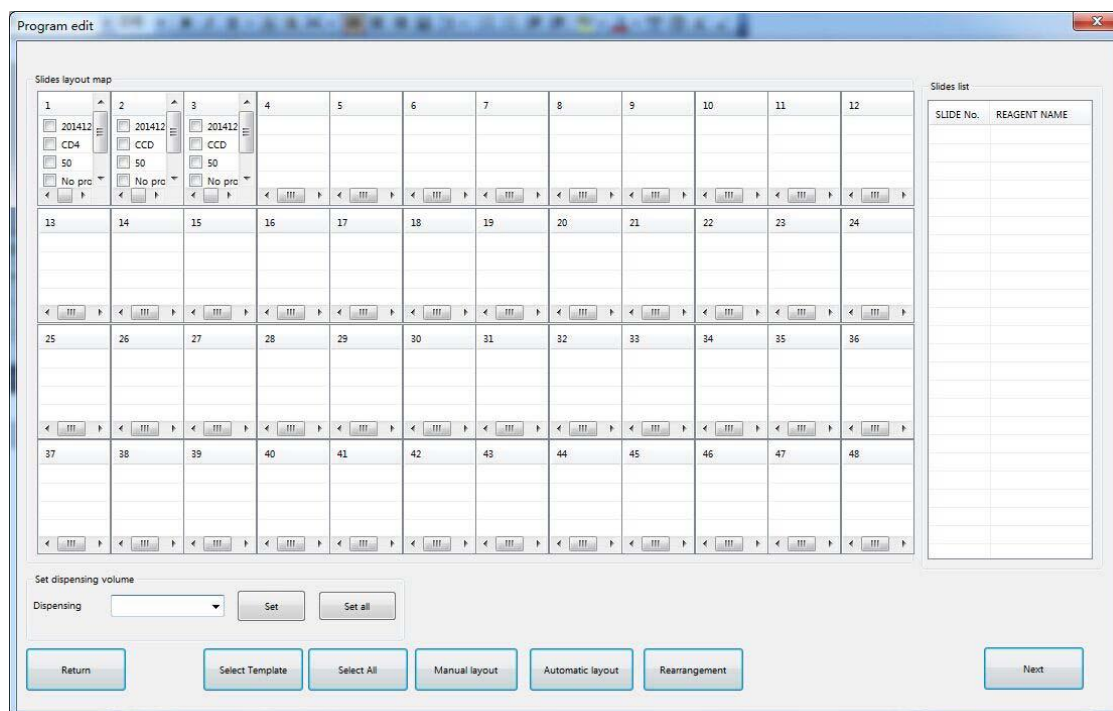 Program edit
Slides layout map
Slides list
1 2 3 4 5 6 7 8 9 10 11 12
201412 201412 201412
CD4 CCD CCD
50 50 50
No pro No pro No pro
SLIDE No. REAGENT NAME
13 14 15 16 17 18 19 20 21 22 23 24
25 26 27 28 29 30 31 32 33 34 35 36
37 38 39 40 41 42 43 44 45 46 47 48
Set dispensing volume
Dispensing Set Set all
Return Select Template Select All Manual layout Automatic layout Rearrangement Next